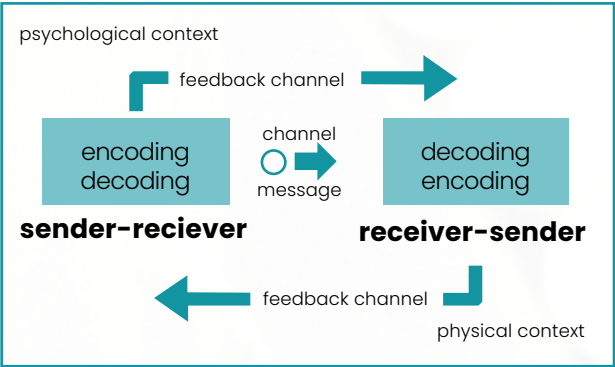 psychological context
feedback channel
encoding
decoding
channel
message
decoding
encoding
sender-reciever
receiver-sender
feedback channel
physical context